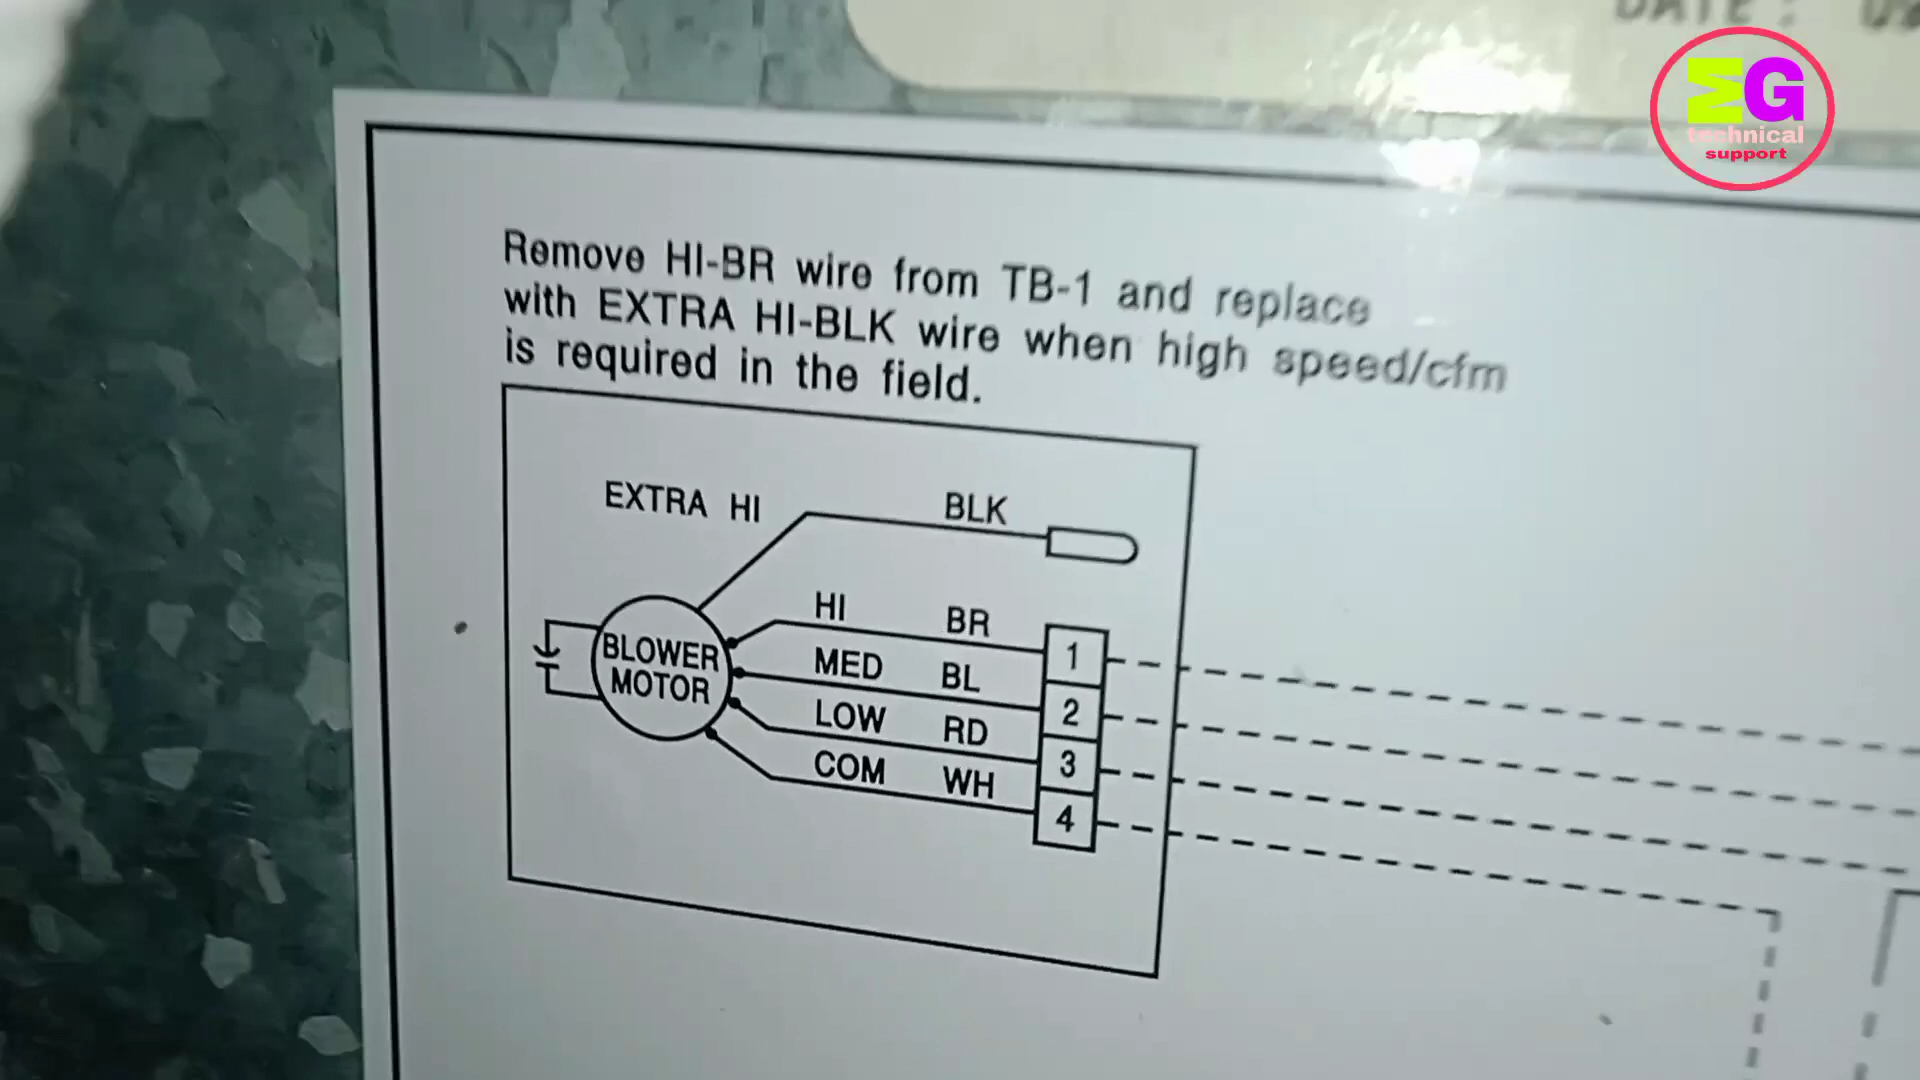 DATE:
MG
technical
support
Remove HI-BR wire from TB-1 and replace
with EXTRA HI-BLK wire when high speed/cfm
is required in the field.
EXTRA HI BLK
HI BR 1
BLOWER
MOTOR
MED BL 2
LOW RD 3
COM WH 4